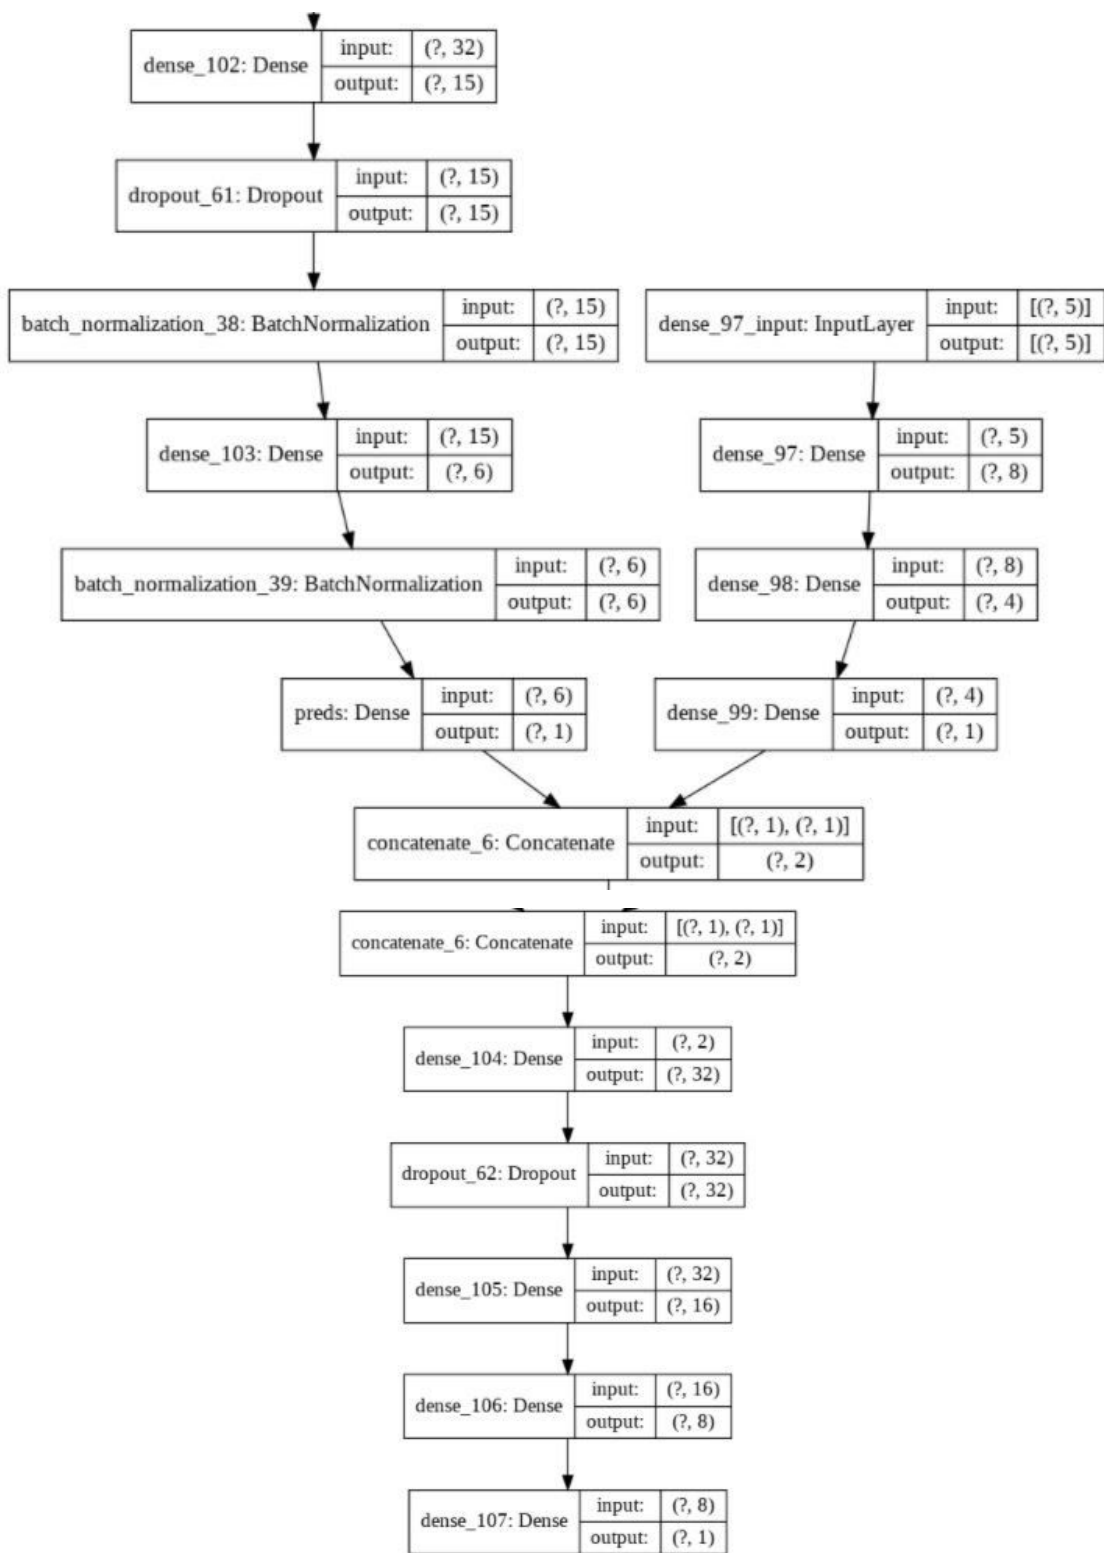 dense_102: Dense
input: (?, 32)
output: (?, 15)
dropout_61: Dropout
input: (?, 15)
output: (?, 15)
batch_normalization_38: BatchNormalization
input: (?, 15)
output: (?, 15)
dense_97_input: InputLayer
input: [(?, 5)]
output: [(?, 5)]
dense_103: Dense
input: (?, 15)
output: (?, 6)
dense_97: Dense
input: (?, 5)
output: (?, 8)
batch_normalization_39: BatchNormalization
input: (?, 6)
output: (?, 6)
dense_98: Dense
input: (?, 8)
output: (?, 4)
preds: Dense
input: (?, 6)
output: (?, 1)
dense_99: Dense
input: (?, 4)
output: (?, 1)
concatenate_6: Concatenate
input: [(?, 1), (?, 1)]
output: (?, 2)
concatenate_6: Concatenate
input: [(?, 1), (?, 1)]
output: (?, 2)
dense_104: Dense
input: (?, 2)
output: (?, 32)
dropout_62: Dropout
input: (?, 32)
output: (?, 32)
dense_105: Dense
input: (?, 32)
output: (?, 16)
dense_106: Dense
input: (?, 16)
output: (?, 8)
dense_107: Dense
input: (?, 8)
output: (?, 1)